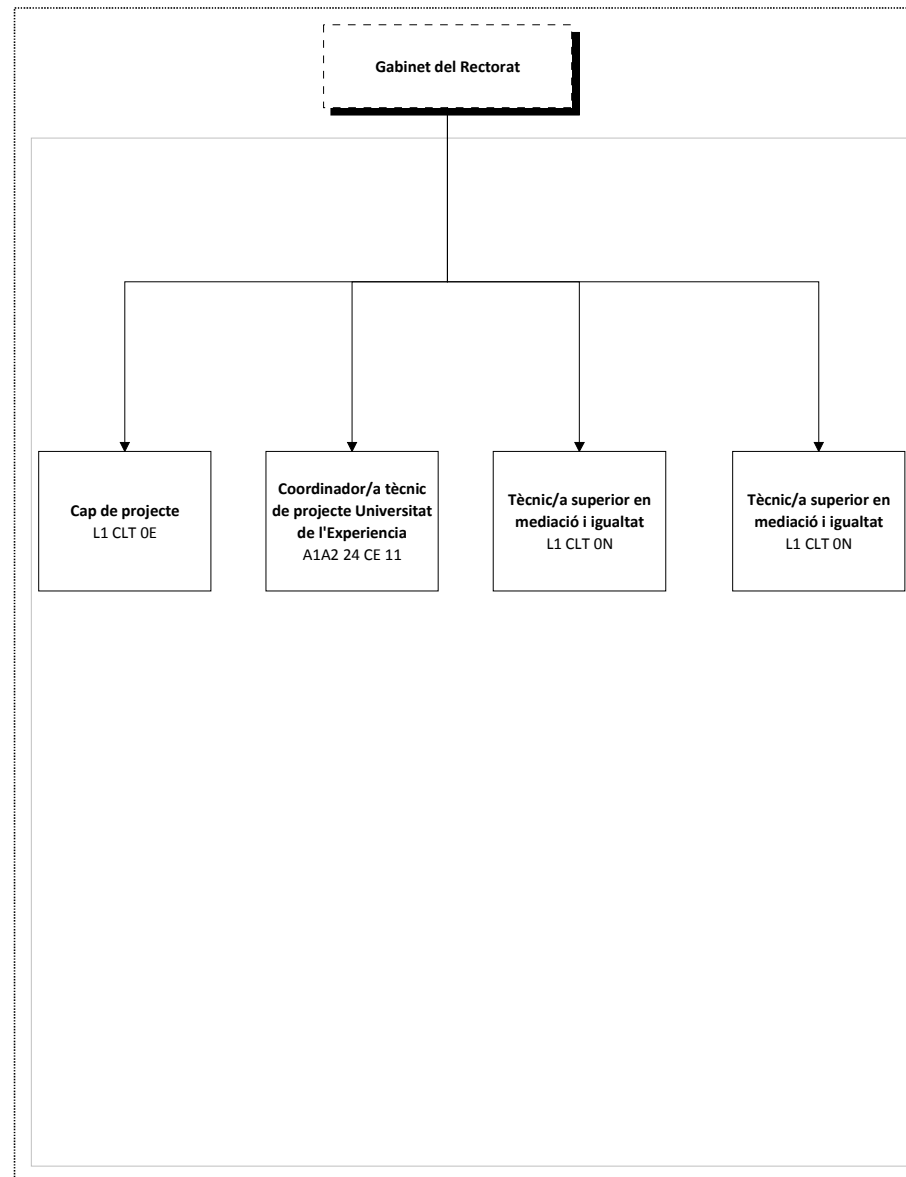 Gabinet del Rectorat
Cap de projecte
L1 CLT 0E
Coordinador/a tècnic
de projecte Universitat
de l'Experiencia
A1A2 24 CE 11
Tècnic/a superior en
mediació i igualtat
L1 CLT 0N
Tècnic/a superior en
mediació i igualtat
L1 CLT 0N